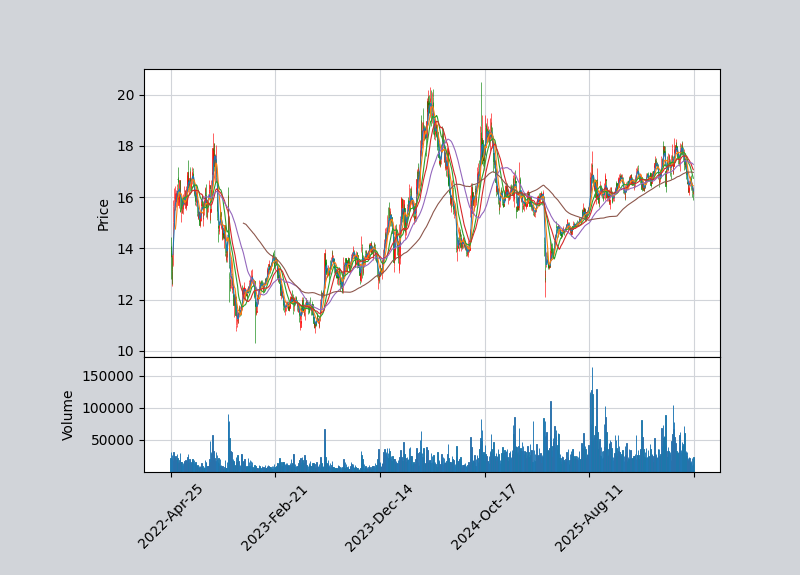 20
18
16
14
12
10
Price
150000
100000
50000
Volume
2022-Apr-25
2023-Feb-21
2023-Dec-14
2024-Oct-17
2025-Aug-11